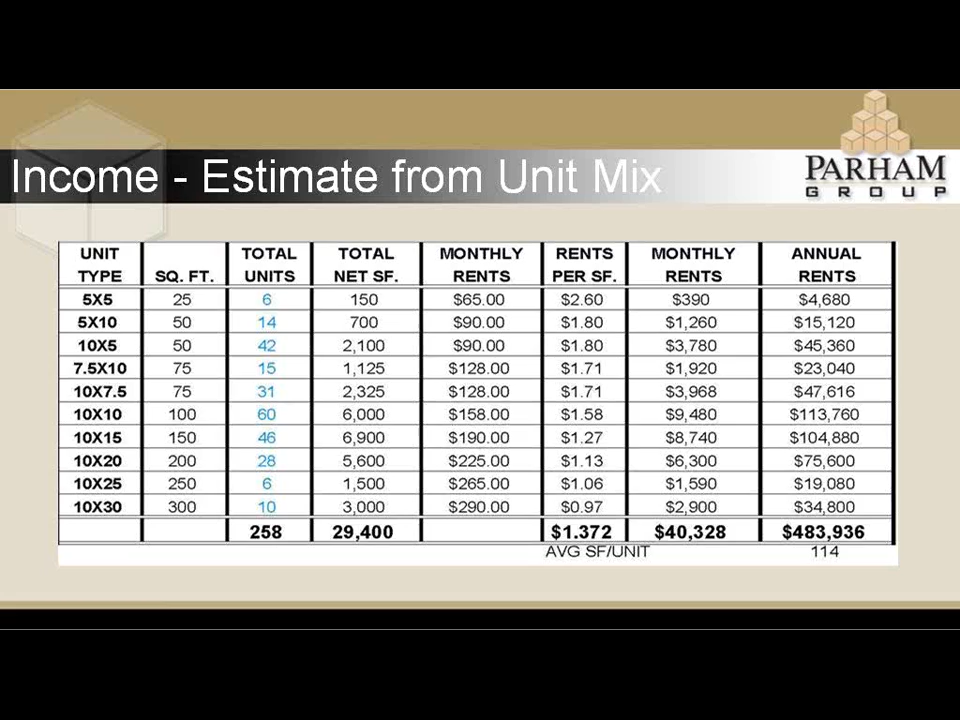 Income - Estimate from Unit Mix
PARHAM
GROUP
UNIT TYPE SQ. FT. TOTAL UNITS TOTAL NET SF. MONTHLY RENTS RENTS PER SF. MONTHLY RENTS ANNUAL RENTS
5X5 25 6 150 $65.00 $2.60 $390 $4,680
5X10 50 14 700 $90.00 $1.80 $1,260 $15,120
10X5 50 42 2,100 $90.00 $1.80 $3,780 $45,360
7.5X10 75 15 1,125 $128.00 $1.71 $1,920 $23,040
10X7.5 75 31 2,325 $128.00 $1.71 $3,968 $47,616
10X10 100 60 6,000 $158.00 $1.58 $9,480 $113,760
10X15 150 46 6,900 $190.00 $1.27 $8,740 $104,880
10X20 200 28 5,600 $225.00 $1.13 $6,300 $75,600
10X25 250 6 1,500 $265.00 $1.06 $1,590 $19,080
10X30 300 10 3,000 $290.00 $0.97 $2,900 $34,800
258 29,400 $1.372 $40,328 $483,936
AVG SF/UNIT 114